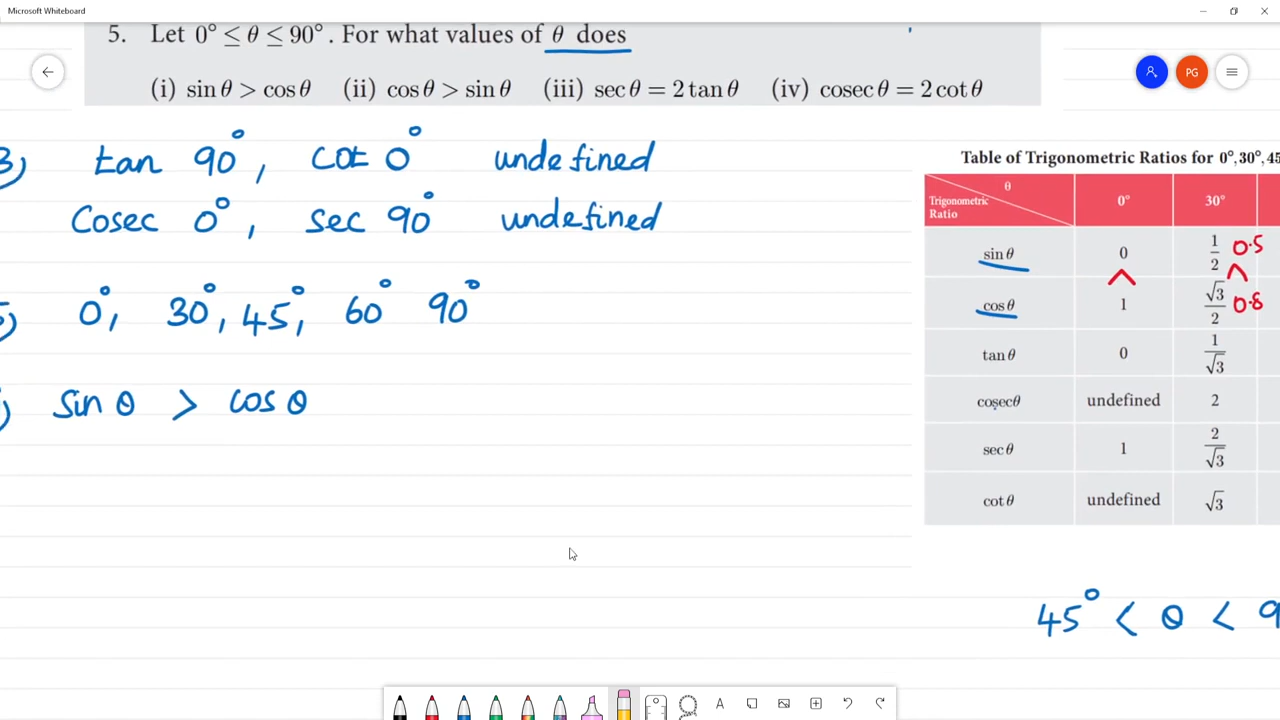 Microsoft Whiteboard
5. Let 0° ≤ θ ≤ 90°. For what values of θ does
(i) sin θ > cos θ (ii) cos θ > sin θ (iii) sec θ = 2 tan θ (iv) cosec θ = 2 cot θ
PG
3) tan 90°, cot 0° undefined
Cosec 0°, sec 90° undefined
5) 0°, 30°, 45°, 60° 90°
) sin θ > cos θ
Table of Trigonometric Ratios for 0°, 30°, 45
θ
Trigonometric Ratio 0° 30°
sin θ 0 1/2 0.5
cos θ 1 √3/2 0.8
tan θ 0 1/√3
cosec θ undefined 2
sec θ 1 2/√3
cot θ undefined √3
45° < θ < 9
A